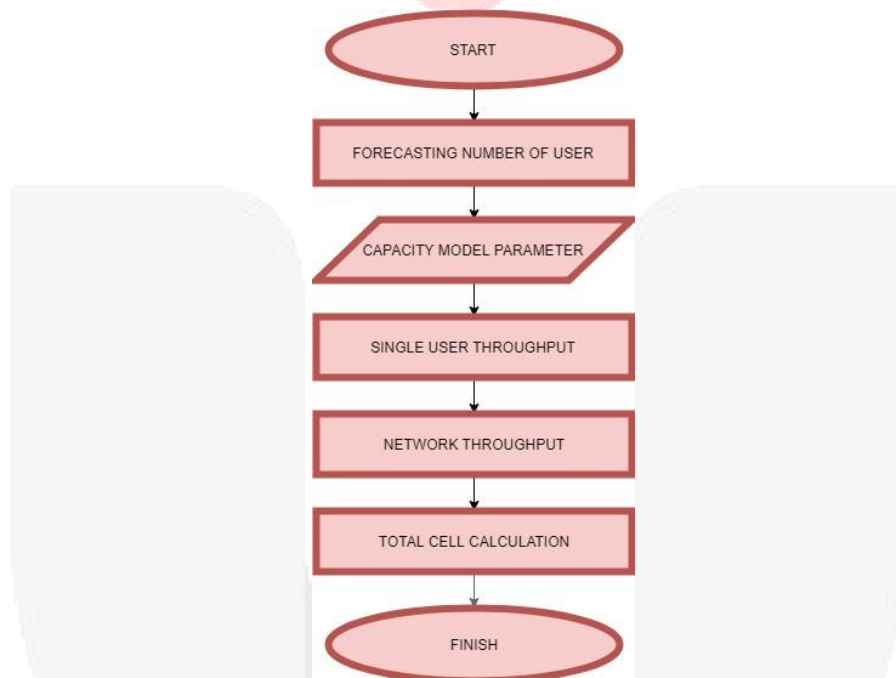 START
FORECASTING NUMBER OF USER
CAPACITY MODEL PARAMETER
SINGLE USER THROUGHPUT
NETWORK THROUGHPUT
TOTAL CELL CALCULATION
FINISH